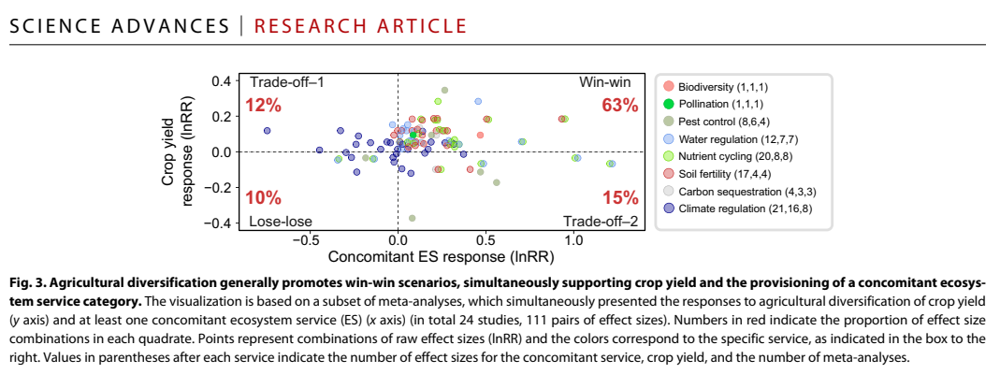 SCIENCE ADVANCES | RESEARCH ARTICLE
0.4
0.2
0.0
−0.2
−0.4
Crop yield
response (lnRR)
Trade-off–1
12%
Win-win
63%
10%
Lose-lose
15%
Trade-off–2
−0.5
0.0
0.5
1.0
Concomitant ES response (lnRR)
Biodiversity (1,1,1)
Pollination (1,1,1)
Pest control (8,6,4)
Water regulation (12,7,7)
Nutrient cycling (20,8,8)
Soil fertility (17,4,4)
Carbon sequestration (4,3,3)
Climate regulation (21,16,8)
Fig. 3. Agricultural diversification generally promotes win-win scenarios, simultaneously supporting crop yield and the provisioning of a concomitant ecosys-
tem service category. The visualization is based on a subset of meta-analyses, which simultaneously presented the responses to agricultural diversification of crop yield
(y axis) and at least one concomitant ecosystem service (ES) (x axis) (in total 24 studies, 111 pairs of effect sizes). Numbers in red indicate the proportion of effect size
combinations in each quadrate. Points represent combinations of raw effect sizes (lnRR) and the colors correspond to the specific service, as indicated in the box to the
right. Values in parentheses after each service indicate the number of effect sizes for the concomitant service, crop yield, and the number of meta-analyses.